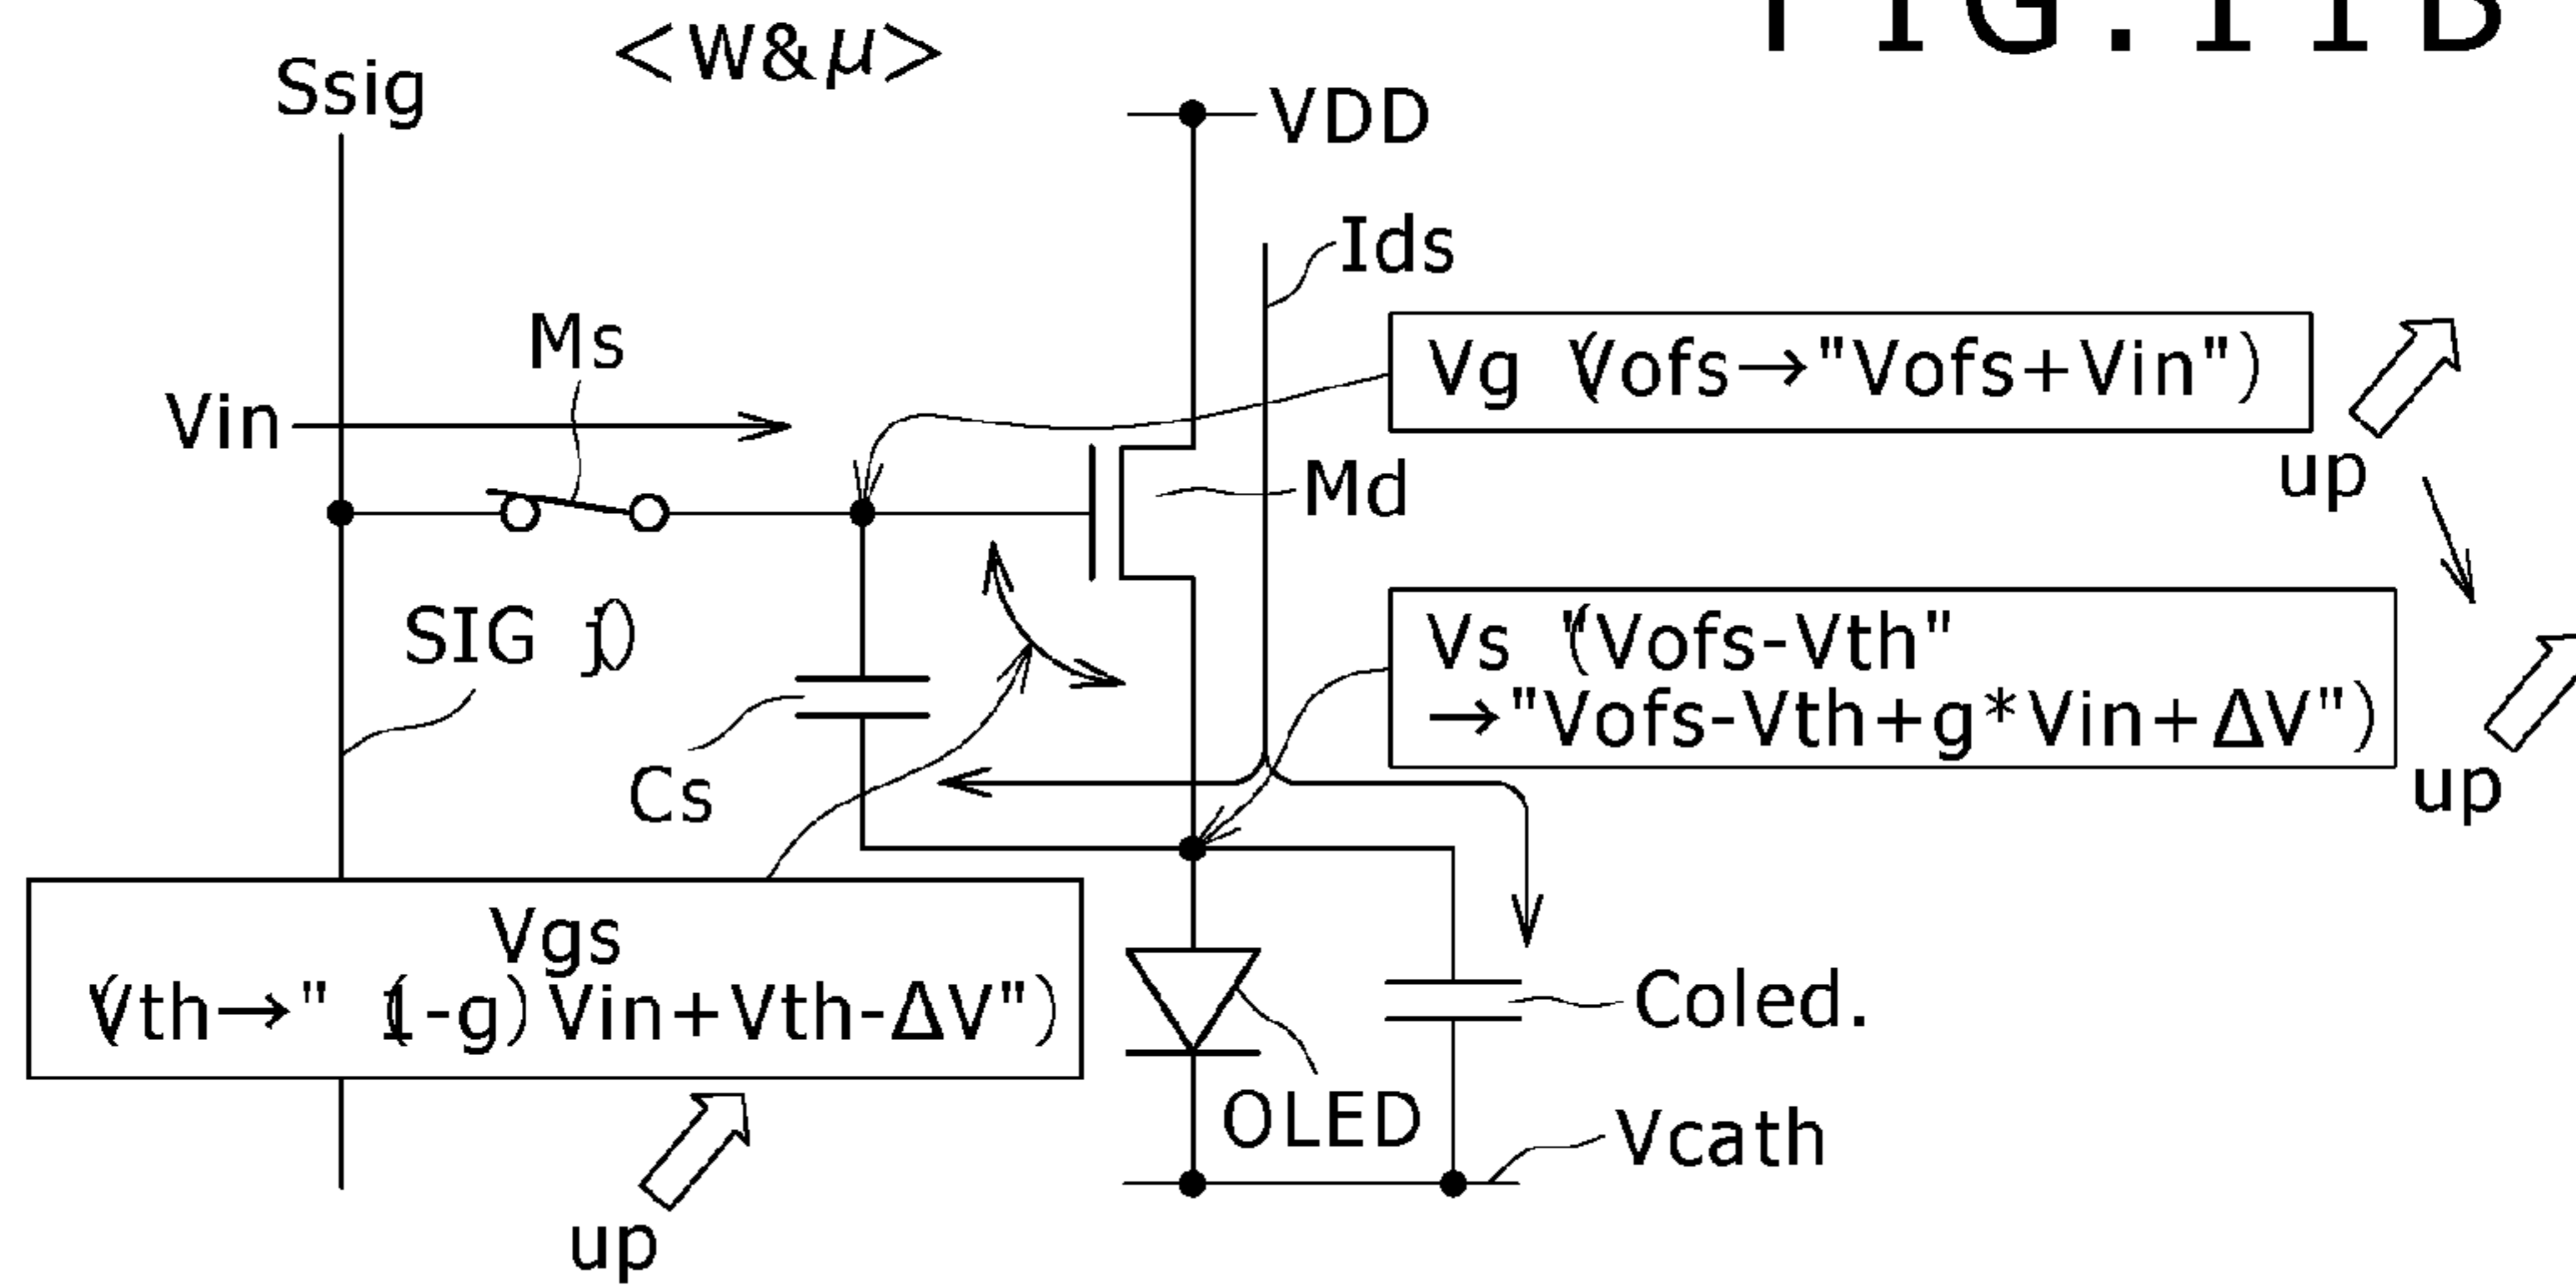 FIG.11B
<W&μ>
Ssig
VDD
Ids
Ms
Vin
Vg (Vofs→"Vofs+Vin")
up
Md
SIG (j)
Vs ("Vofs-Vth"
→"Vofs-Vth+g*Vin+ΔV")
up
Cs
Vgs
(Vth→" (1-g) Vin+Vth-ΔV")
Coled.
OLED
Vcath
up